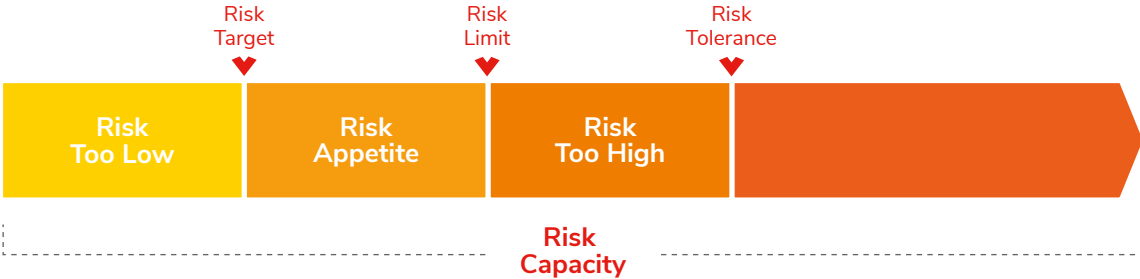 Risk
Target
Risk
Limit
Risk
Tolerance
Risk
Too Low
Risk
Appetite
Risk
Too High
Risk
Capacity